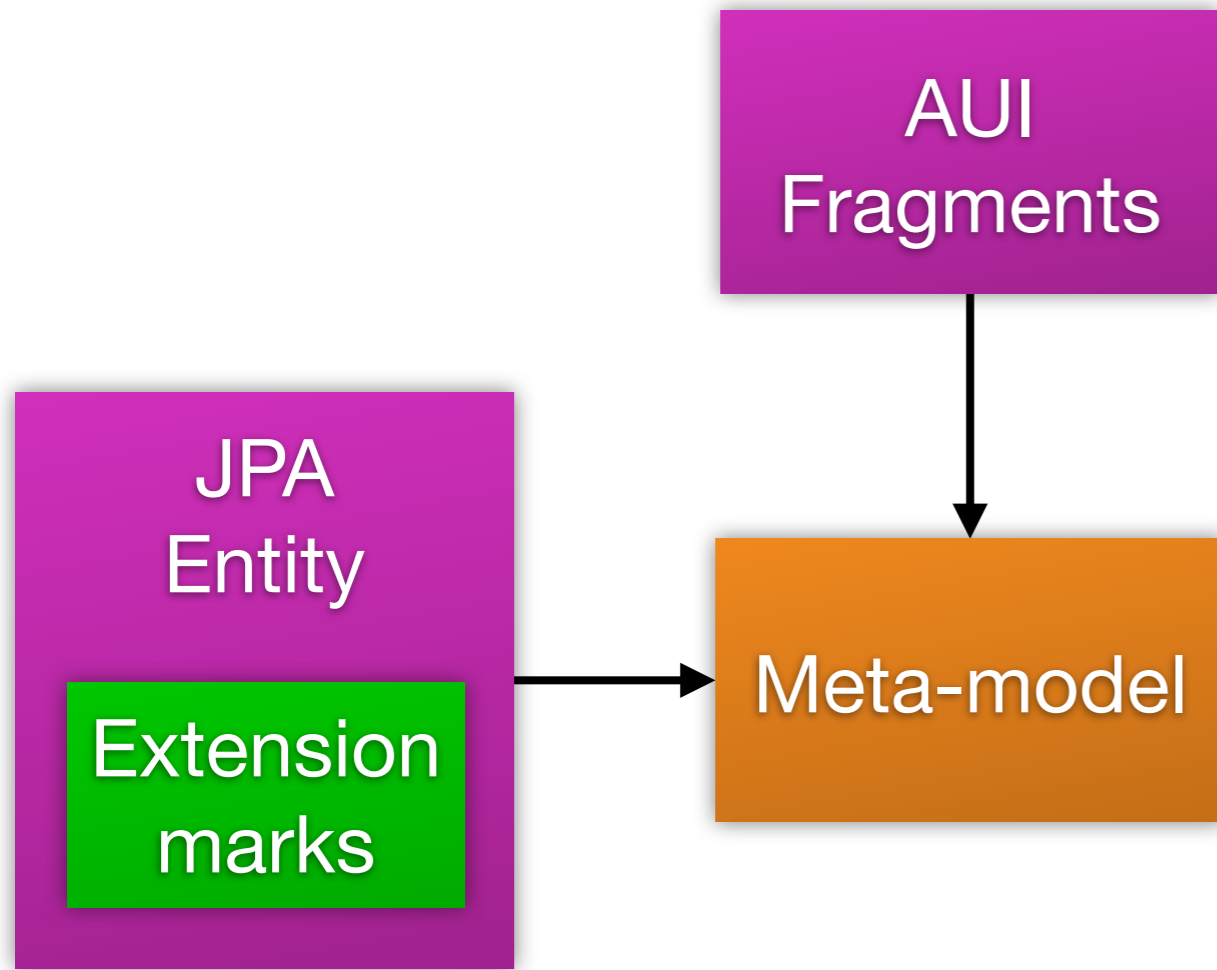 AUI
Fragments
JPA
Entity
Extension
marks
Meta-model